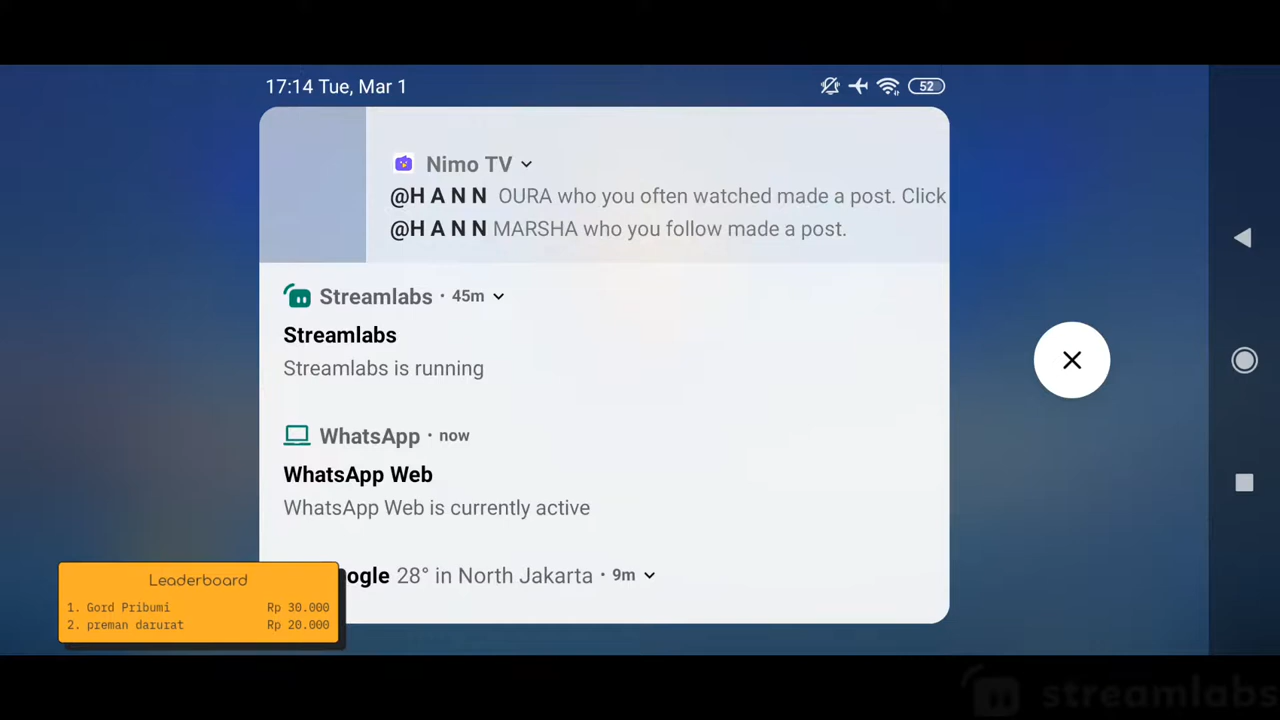 17:14 Tue, Mar 1
52
Nimo TV
@H A N N OURA who you often watched made a post. Click
@H A N N MARSHA who you follow made a post.
Streamlabs · 45m
Streamlabs
Streamlabs is running
WhatsApp · now
WhatsApp Web
WhatsApp Web is currently active
ogle 28° in North Jakarta · 9m
Leaderboard
1. Gord Pribumi Rp 30.000
2. preman darurat Rp 20.000
streamlabs